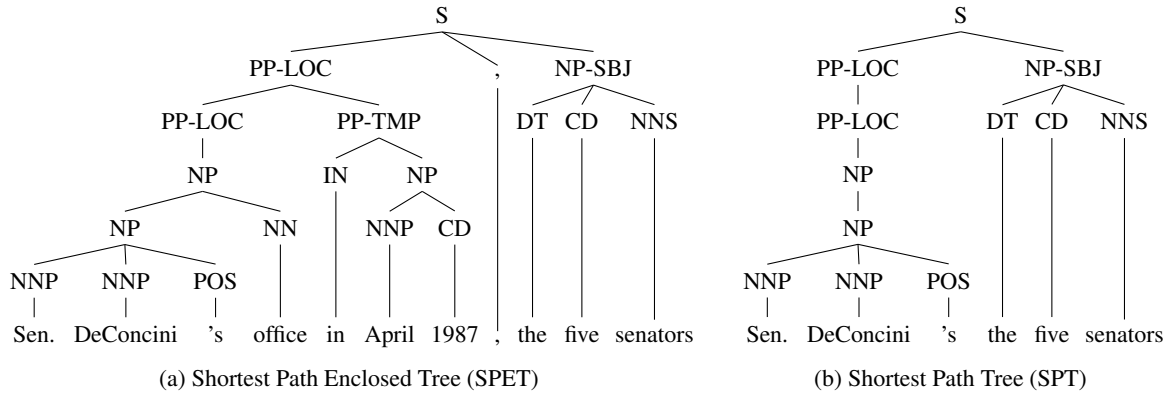 S S
PP-LOC , NP-SBJ PP-LOC NP-SBJ
PP-LOC PP-TMP DT CD NNS PP-LOC DT CD NNS
NP IN NP NP
NP NN NNP CD NP
NNP NNP POS NNP NNP POS
Sen. DeConcini 's office in April 1987 , the five senators Sen. DeConcini 's the five senators
(a) Shortest Path Enclosed Tree (SPET) (b) Shortest Path Tree (SPT)